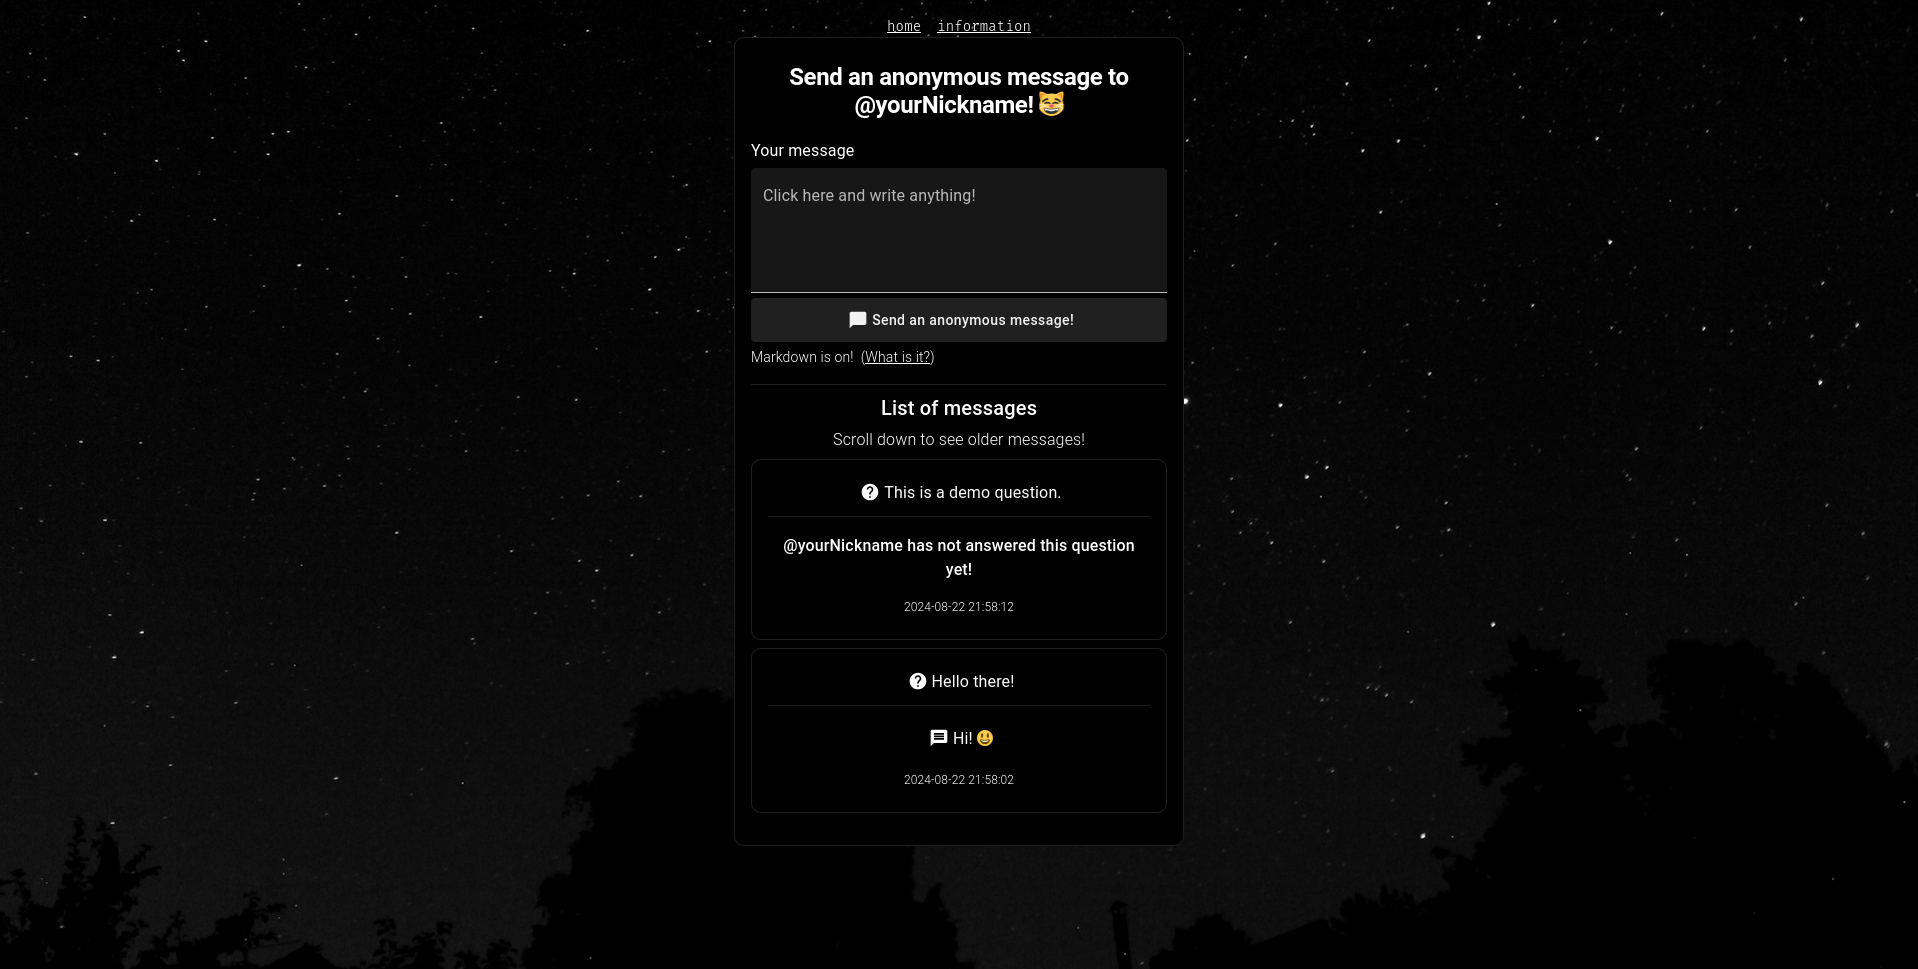 home information
Send an anonymous message to
@yourNickname! 😸
Your message
Click here and write anything!
Send an anonymous message!
Markdown is on! (What is it?)
List of messages
Scroll down to see older messages!
This is a demo question.
@yourNickname has not answered this question
yet!
2024-08-22 21:58:12
Hello there!
Hi! 😃
2024-08-22 21:58:02